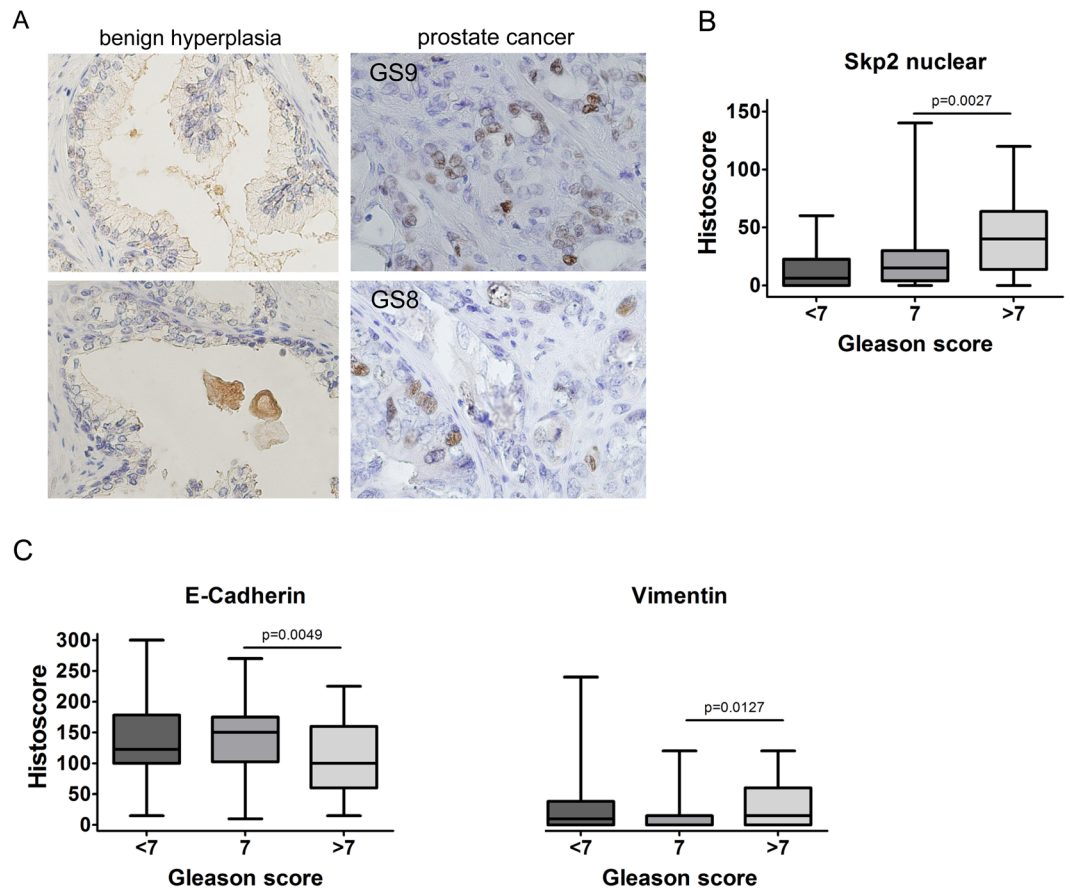 A
benign hyperplasia
prostate cancer
GS9
GS8
B
Skp2 nuclear
p=0.0027
150
100
50
0
Histoscore
<7 7 >7
Gleason score
C
E-Cadherin
p=0.0049
300
250
200
150
100
50
0
Histoscore
<7 7 >7
Gleason score
Vimentin
p=0.0127
<7 7 >7
Gleason score